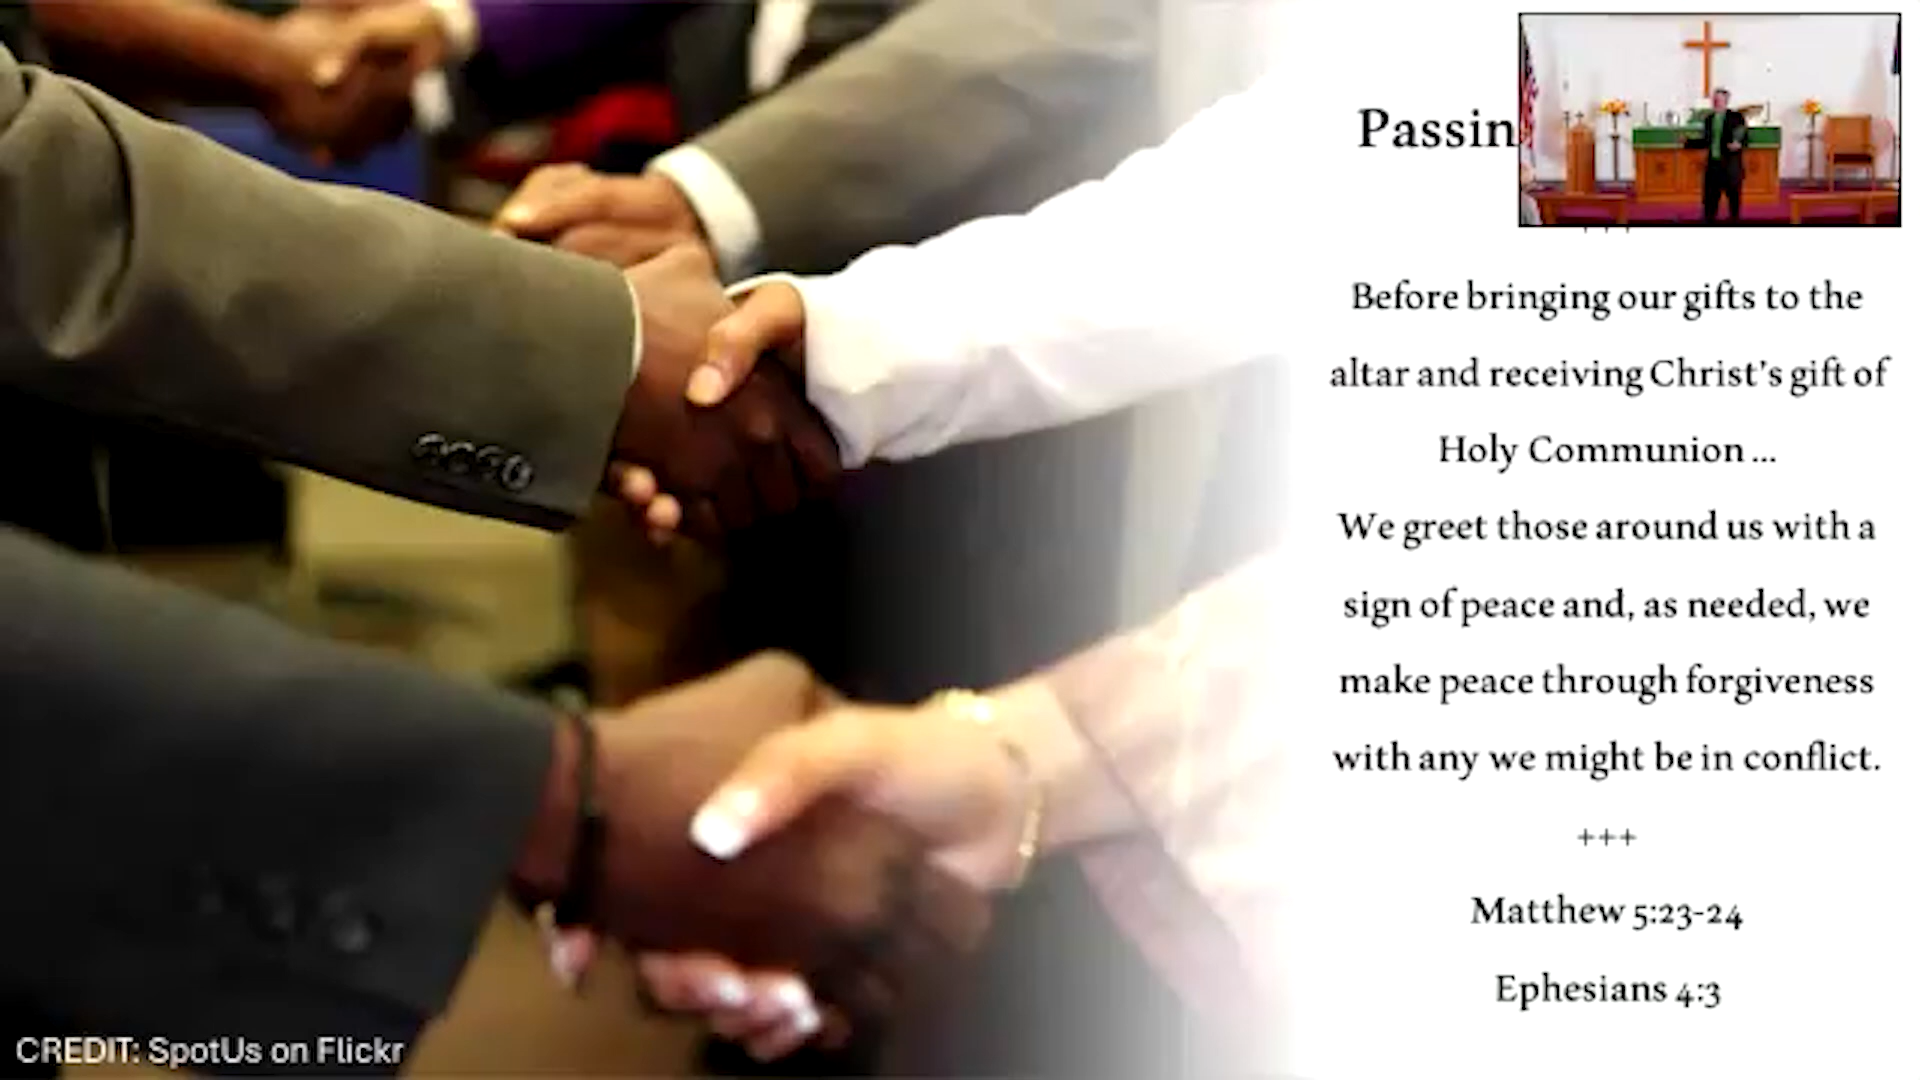 Passin
Before bringing our gifts to the
altar and receiving Christ's gift of
Holy Communion ...
We greet those around us with a
sign of peace and, as needed, we
make peace through forgiveness
with any we might be in conflict.
+++
Matthew 5:23-24
Ephesians 4:3
CREDIT: SpotUs on Flickr